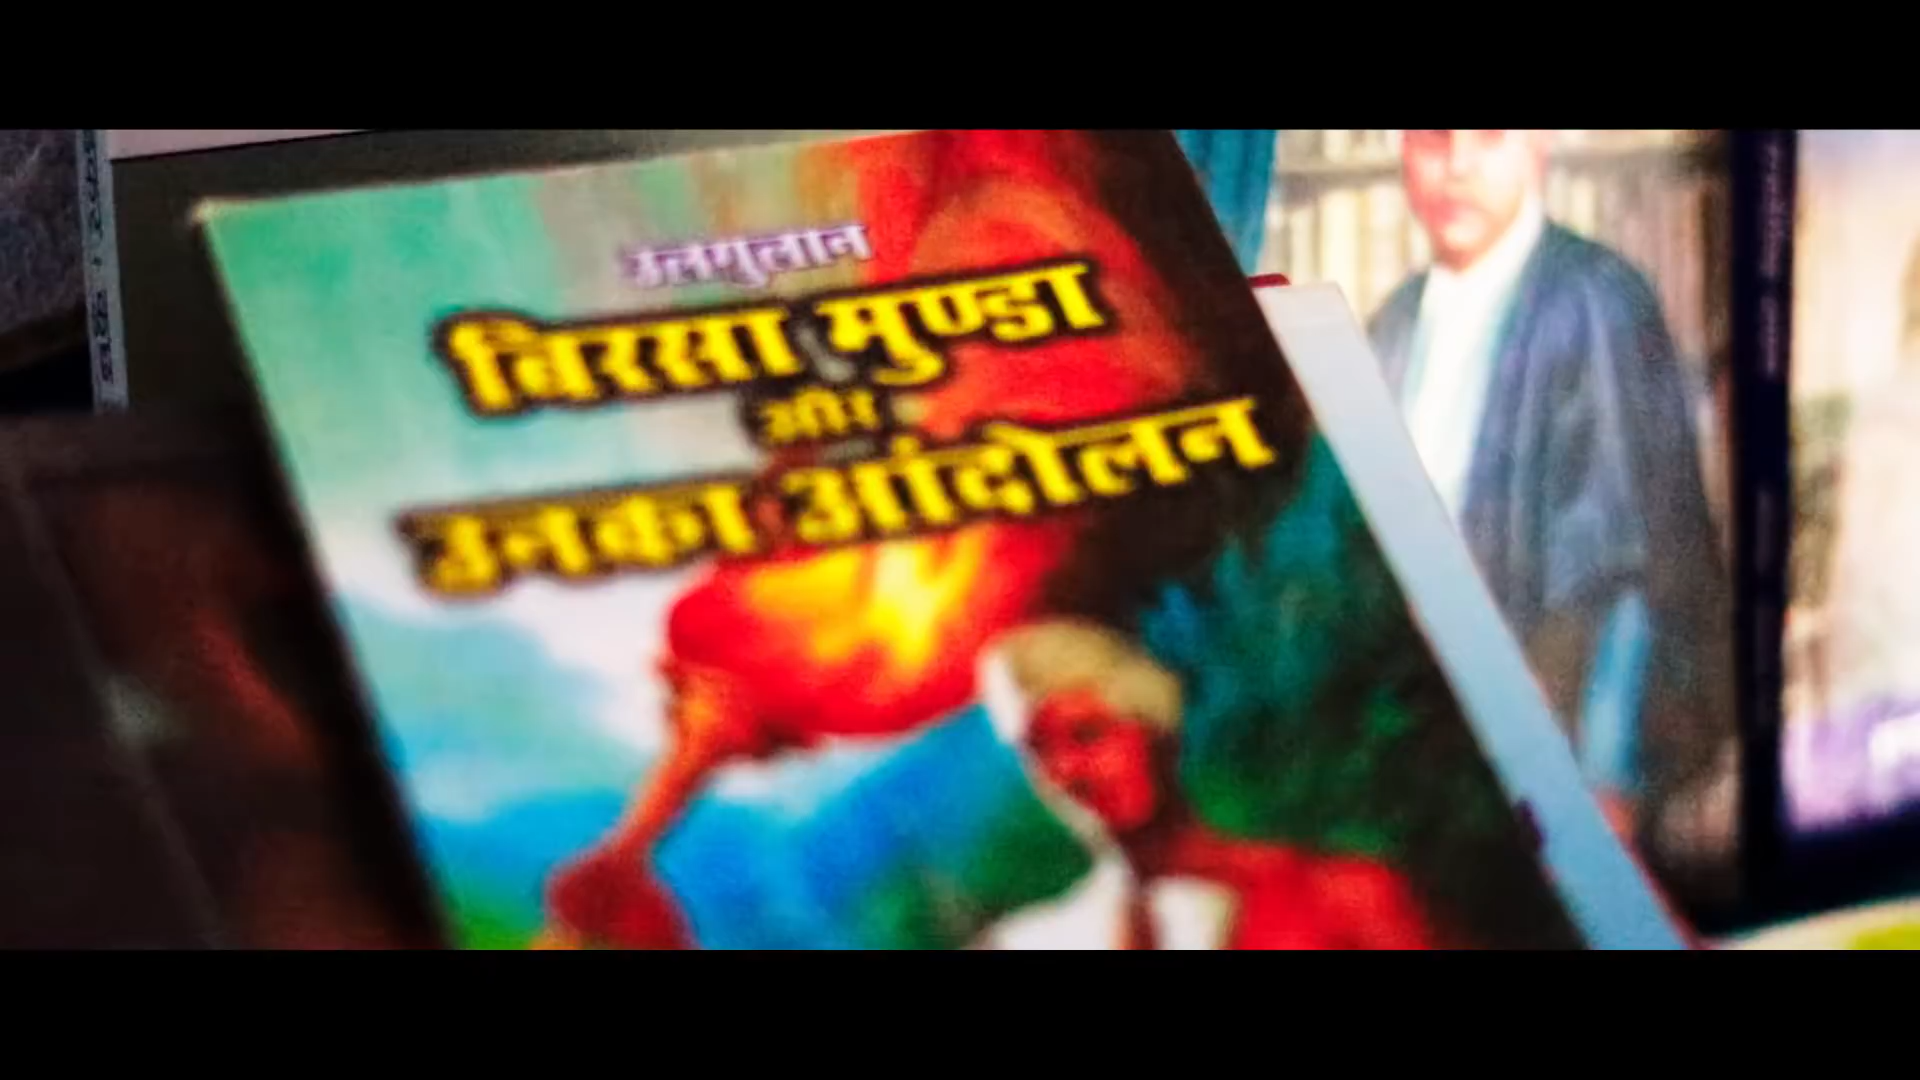 उलगुलान
बिरसा मुण्डा
और
उनका आंदोलन